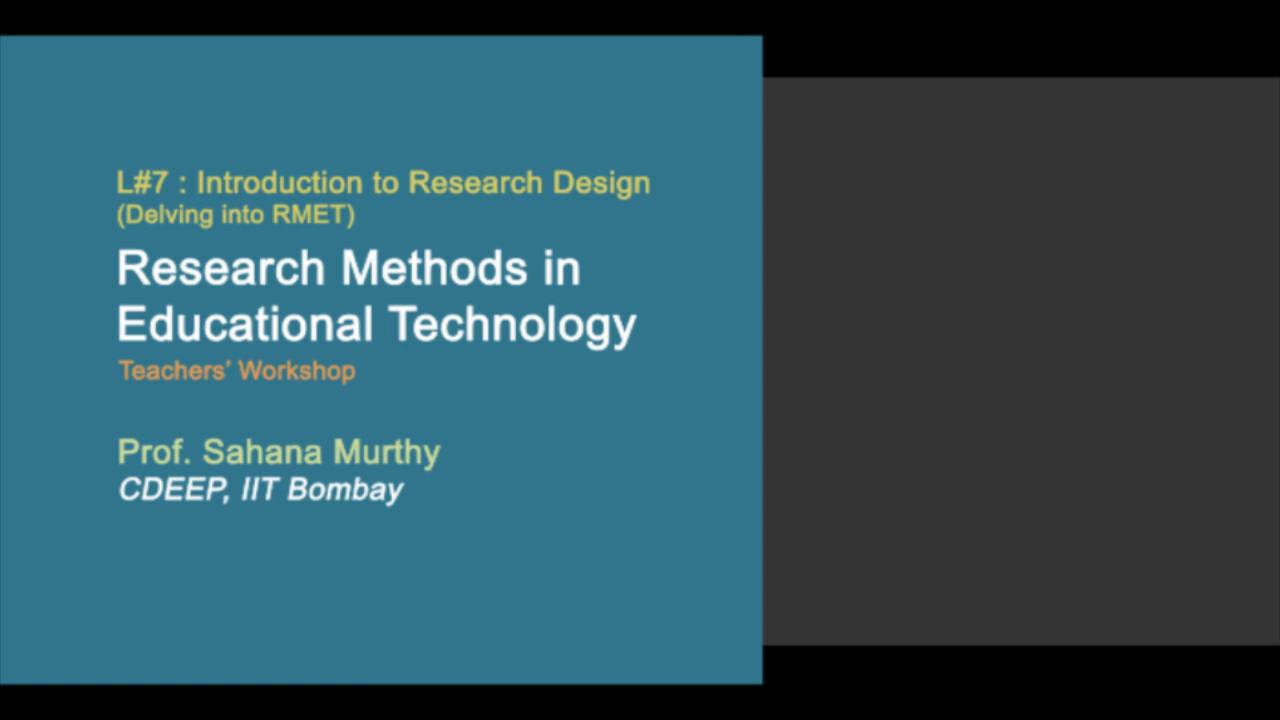 L#7 : Introduction to Research Design
(Delving into RMET)
Research Methods in
Educational Technology
Teachers’ Workshop
Prof. Sahana Murthy
CDEEP, IIT Bombay